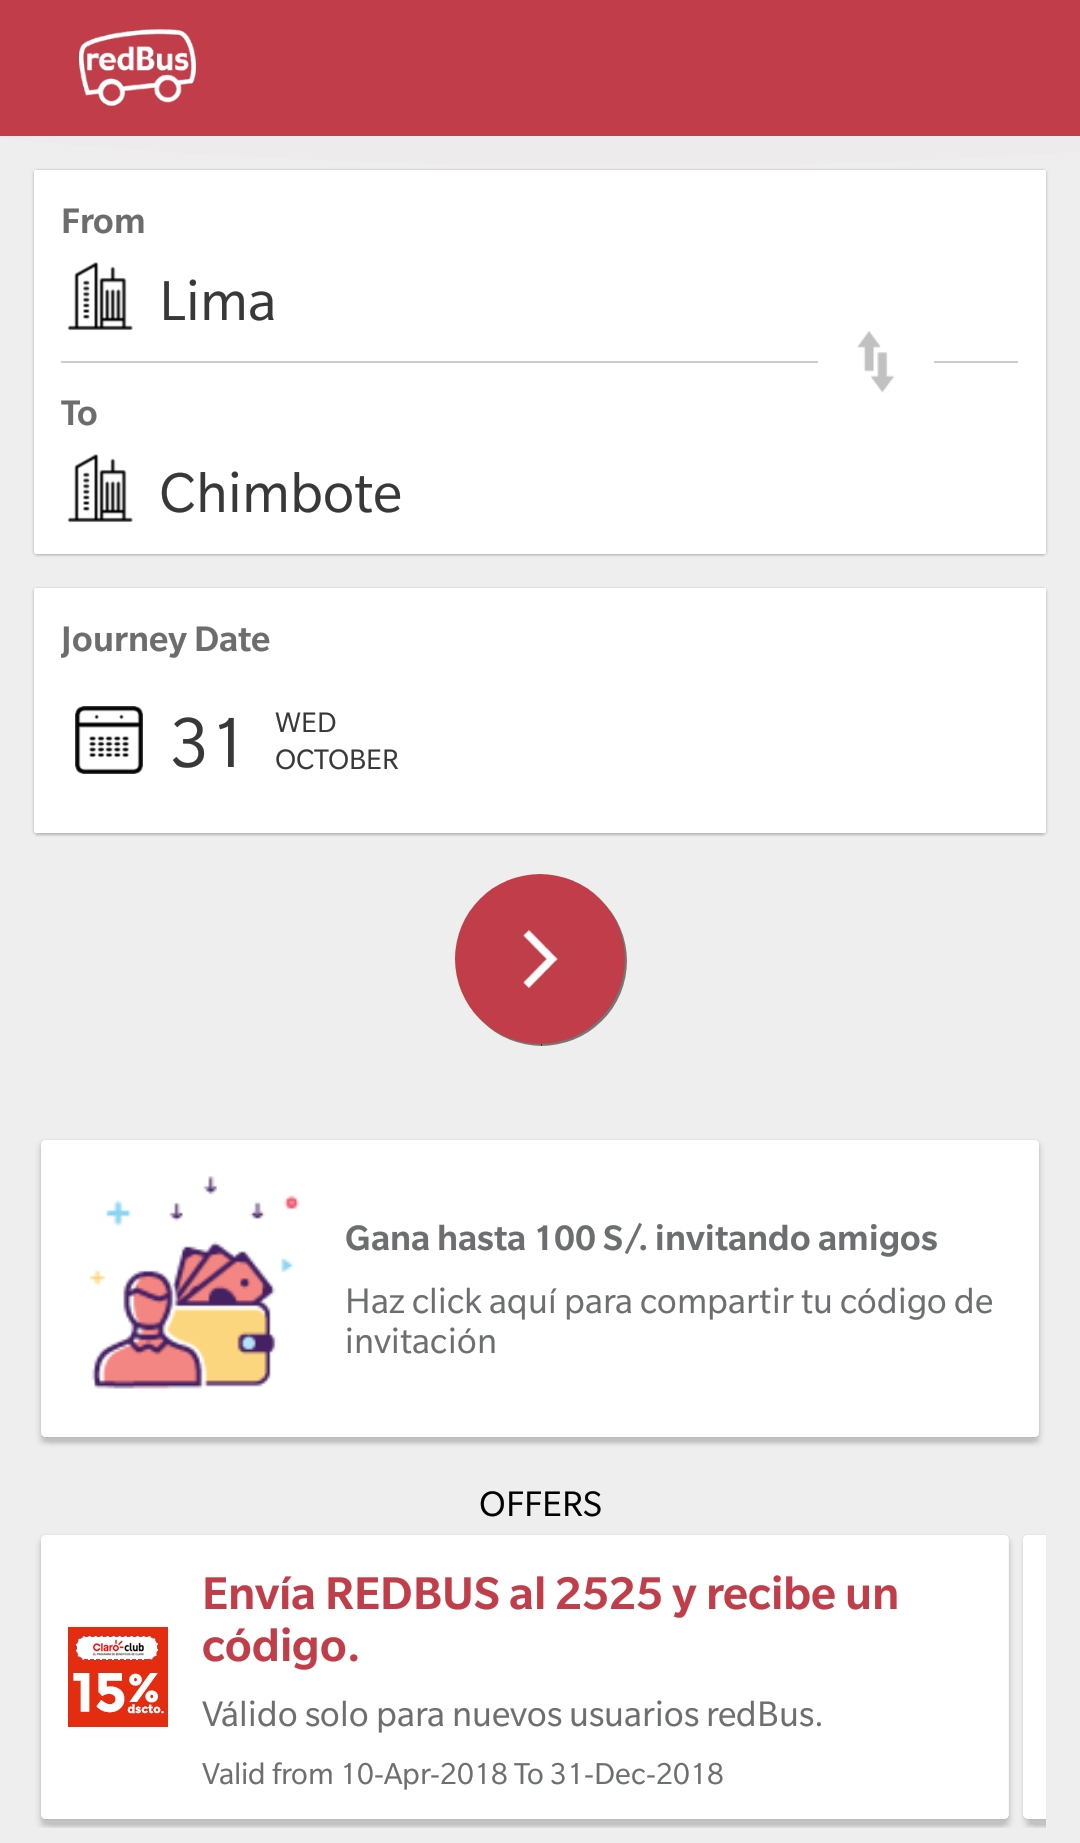 redBus
From
Lima
To
Chimbote
Journey Date
31
WED
OCTOBER
Gana hasta 100 S/. invitando amigos
Haz click aquí para compartir tu código de
invitación
OFFERS
Envía REDBUS al 2525 y recibe un
código.
Claro-club
15%
dscto.
Válido solo para nuevos usuarios redBus.
Valid from 10-Apr-2018 To 31-Dec-2018